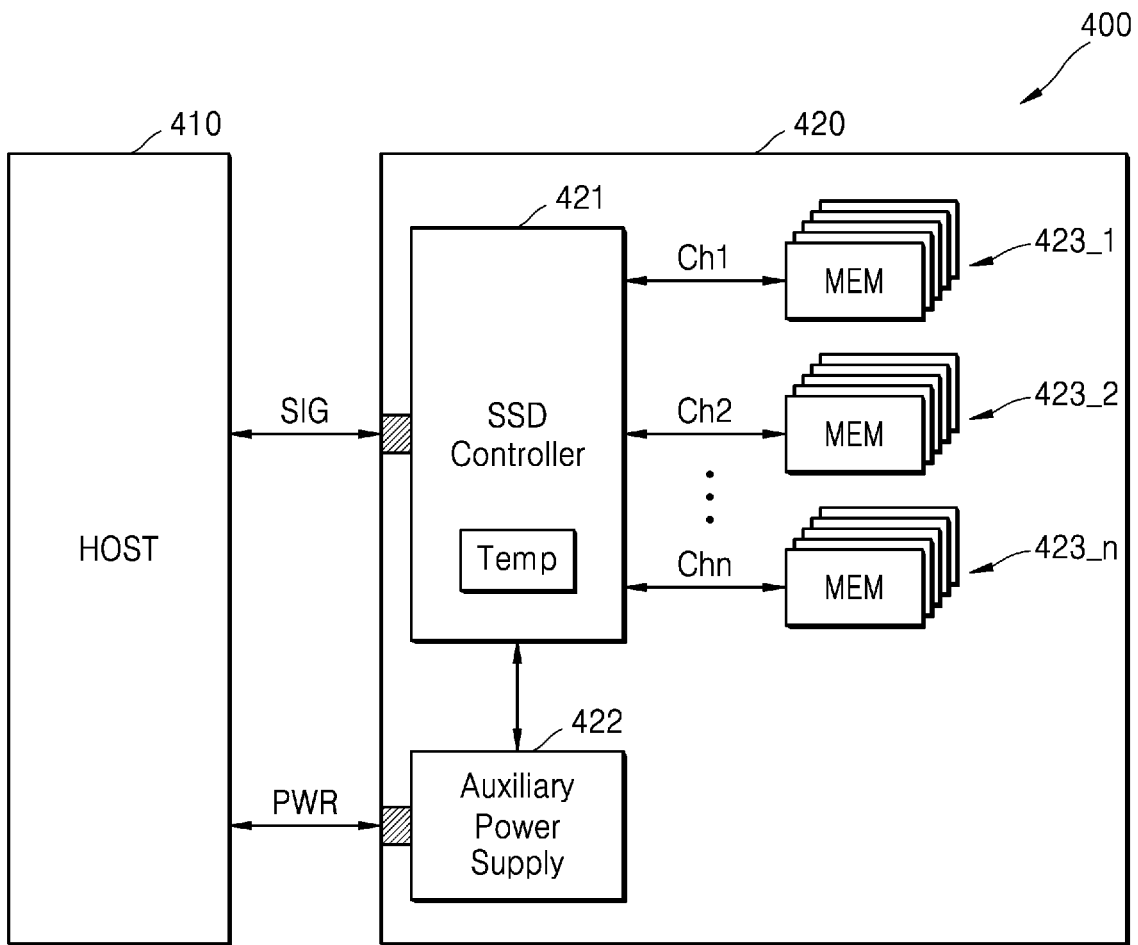 400
410
420
421
Ch1
MEM
423_1
SIG
SSD
Controller
Ch2
MEM
423_2
HOST
Temp
Chn
MEM
423_n
422
PWR
Auxiliary
Power
Supply